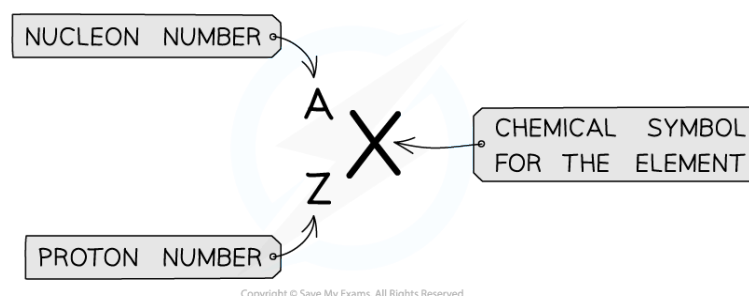 NUCLEON NUMBER
A
X
CHEMICAL SYMBOL
FOR THE ELEMENT
Z
PROTON NUMBER
Copyright © Save My Exams. All Rights Reserved